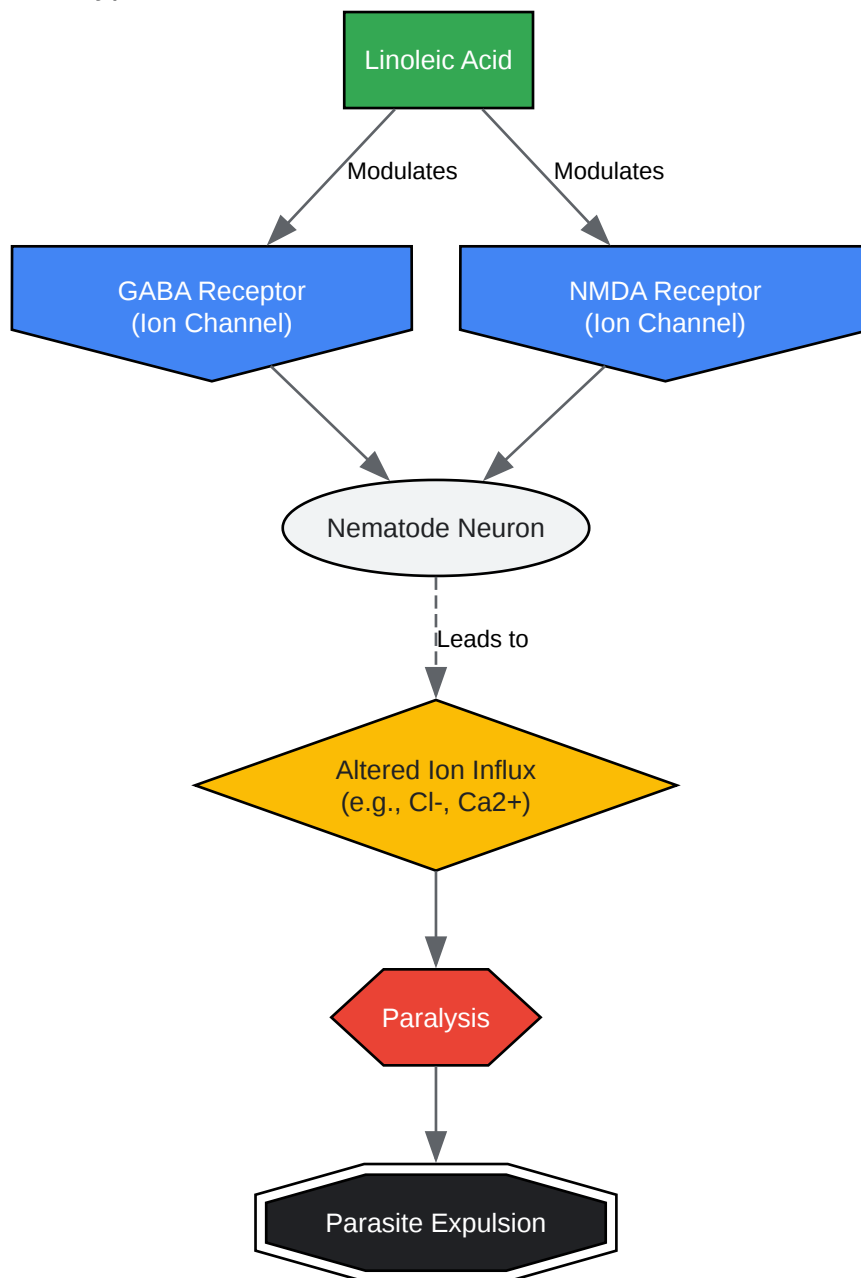 Linoleic Acid
Modulates
Modulates
GABA Receptor
(Ion Channel)
NMDA Receptor
(Ion Channel)
Nematode Neuron
Leads to
Altered Ion Influx
(e.g., Cl-, Ca2+)
Paralysis
Parasite Expulsion